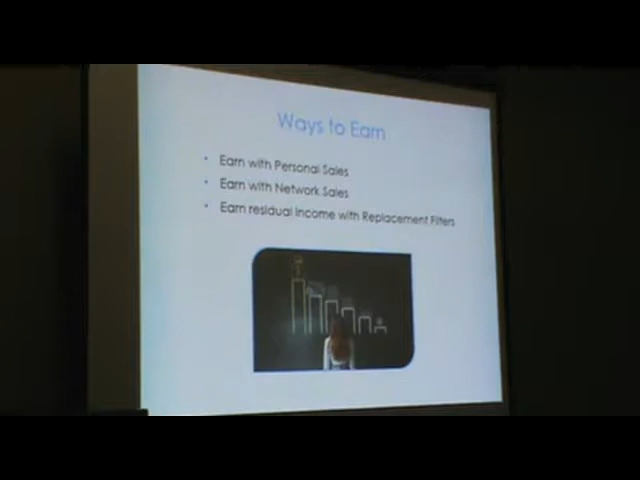 Ways to Earn
• Earn with Personal Sales
• Earn with Network Sales
• Earn residual income with Replacement Filters